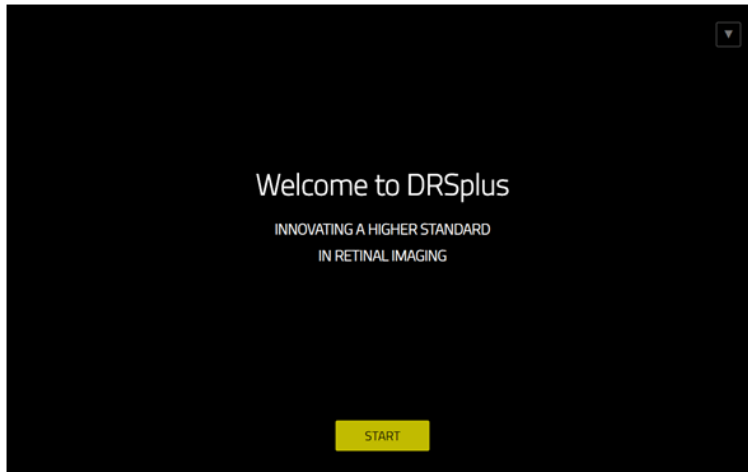 Welcome to DRSplus
INNOVATING A HIGHER STANDARD
IN RETINAL IMAGING
START